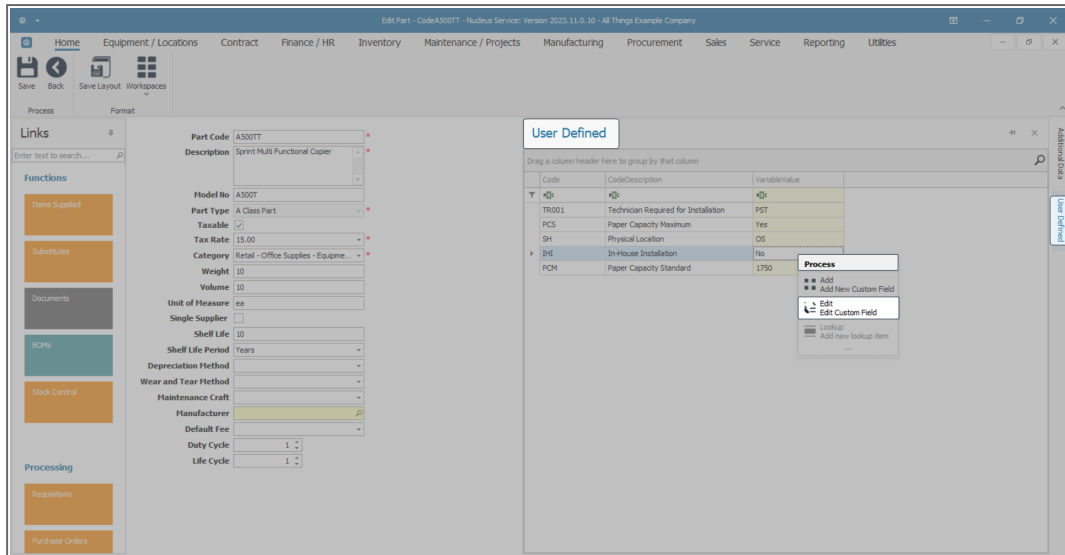 Edit Part - CodeA500TT - Nucleus Service: Version 2023.11.0.10 - All Things Example Company
Home Equipment / Locations Contract Finance / HR Inventory Maintenance / Projects Manufacturing Procurement Sales Service Reporting Utilities
Save Back Save Layout Workspaces
Process Format
Links
Enter text to search...
Functions
Items Supplied
Substitutes
Documents
BOMs
Stock Control
Processing
Requisitions
Purchase Orders
Part Code A500TT *
Description Sprint Multi Functional Copier *
Model No A500T
Part Type A Class Part *
Taxable
Tax Rate 15.00 *
Category Retail - Office Supplies - Equipme... *
Weight 10
Volume 10
Unit of Measure ea
Single Supplier
Shelf Life 10
Shelf Life Period Years
Depreciation Method
Wear and Tear Method
Maintenance Craft
Manufacturer
Default Fee
Duty Cycle 1
Life Cycle 1
User Defined
Drag a column header here to group by that column
Code CodeDescription VariableValue
TR001 Technician Required for Installation PST
PCS Paper Capacity Maximum Yes
SH Physical Location OS
IHI In-House Installation No
PCM Paper Capacity Standard 1750
Process
Add
Add New Custom Field
Edit
Edit Custom Field
Lookup
Add new lookup item
...
Additional Data
User Defined